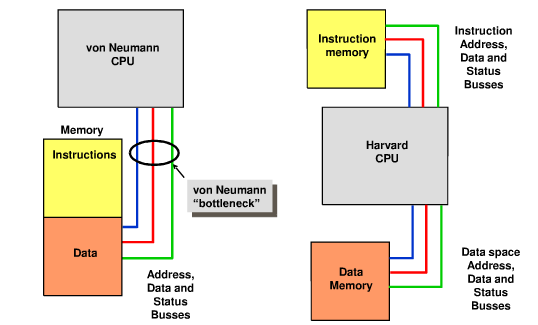 von Neumann
CPU
Memory
Instructions
Data
von Neumann
“bottleneck”
Address,
Data and
Status
Busses
Instruction
memory
Instruction
Address,
Data and
Status
Busses
Harvard
CPU
Data
Memory
Data space
Address,
Data and
Status
Busses